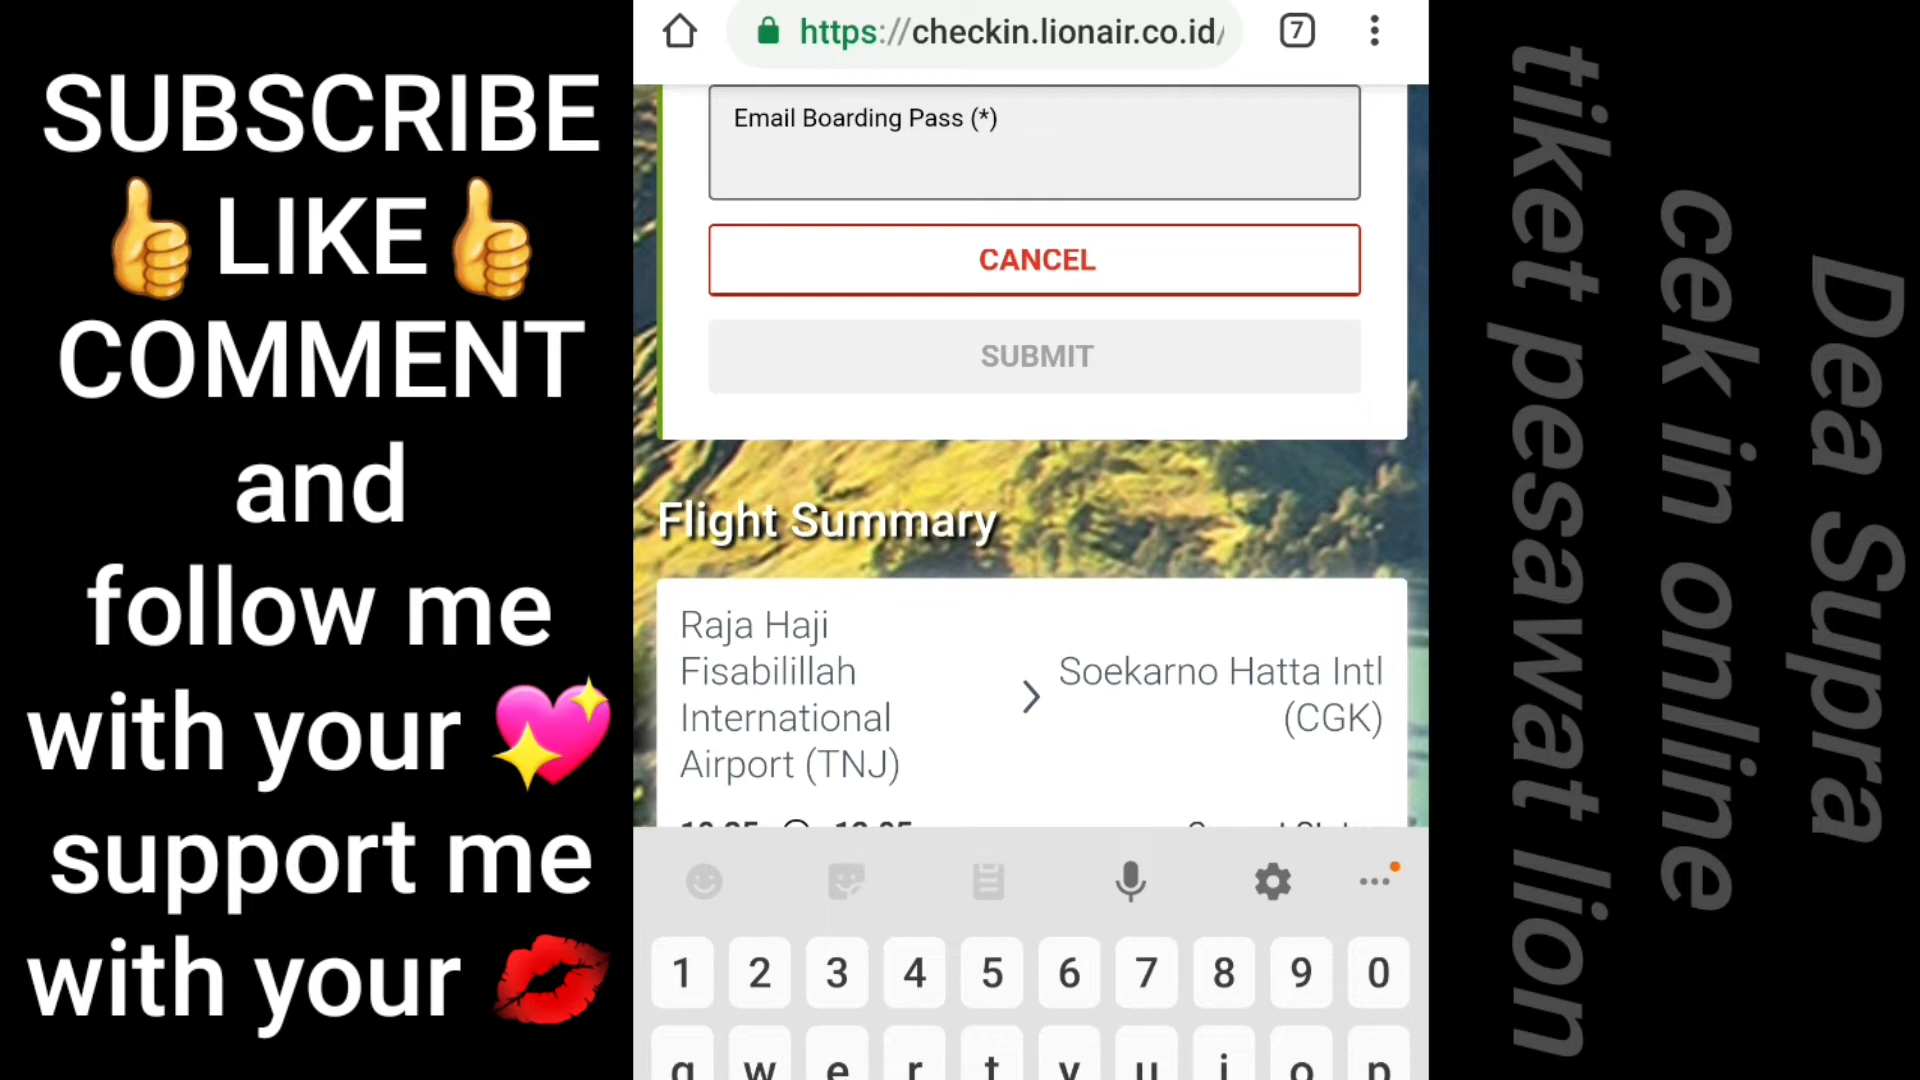 SUBSCRIBE
👍LIKE👍
COMMENT
and
follow me
with your 💖
support me
with your 💋
https://checkin.lionair.co.id/
7
Email Boarding Pass (*)
CANCEL
SUBMIT
Flight Summary
Raja Haji
Fisabilillah
International
Airport (TNJ)
Soekarno Hatta Intl
(CGK)
1 2 3 4 5 6 7 8 9 0
q w e r t y u i o p
Dea Supra
cek in online
tiket pesawat lion